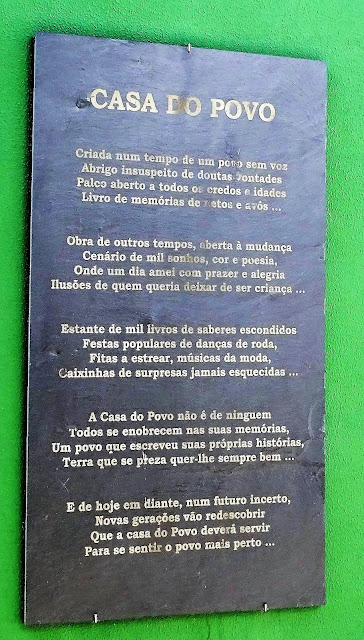 CASA DO POVO
Criada num tempo de um povo sem voz
Abrigo insuspeito de doutas vontades
Palco aberto a todos os credos e idades
Livro de memórias de netos e avós ...
Obra de outros tempos, aberta à mudança
Cenário de mil sonhos, cor e poesia,
Onde um dia amei com prazer e alegria
Ilusões de quem queria deixar de ser criança ...
Estante de mil livros de saberes escondidos
Festas populares de danças de roda,
Fitas a estrear, músicas da moda,
Caixinhas de surpresas jamais esquecidas ...
A Casa do Povo não é de ninguem
Todos se enobrecem nas suas memórias,
Um povo que escreveu suas próprias histórias,
Terra que se preza quer-lhe sempre bem ...
E de hoje em diante, num futuro incerto,
Novas gerações vão redescobrir
Que a casa do Povo deverá servir
Para se sentir o povo mais perto ...